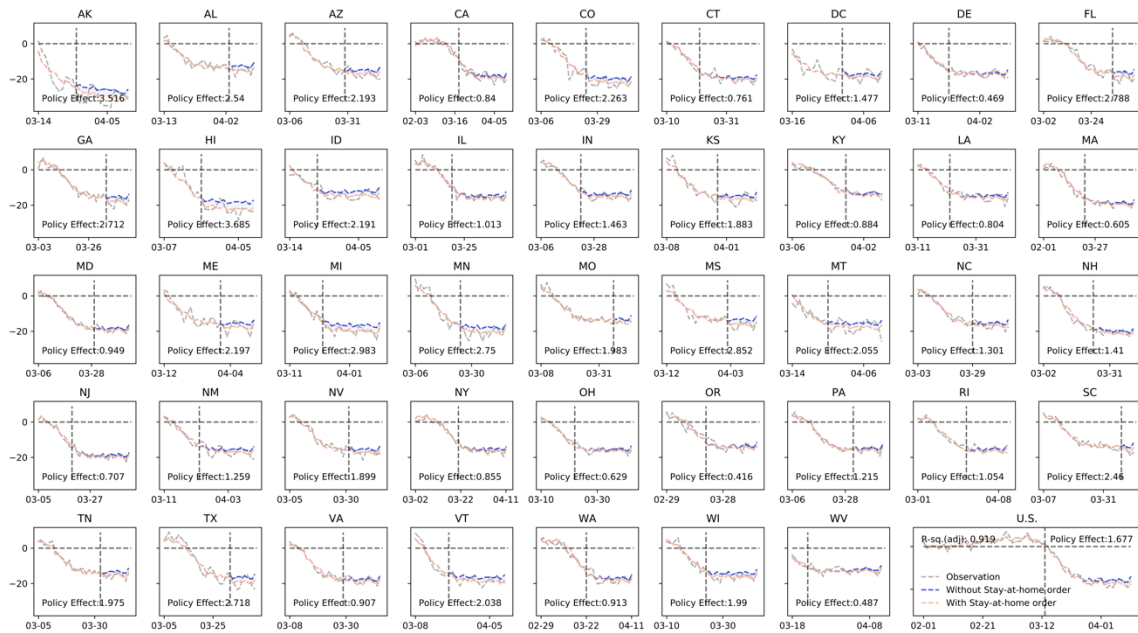 AK AL AZ CA CO CT DC DE FL
0
−20
Policy Effect:3.516 Policy Effect:2.54 Policy Effect:2.193 Policy Effect:0.84 Policy Effect:2.263 Policy Effect:0.761 Policy Effect:1.477 Policy Effect:0.469 Policy Effect:2.788
03-14 04-05 03-13 04-02 03-06 03-31 02-03 03-16 04-05 03-06 03-29 03-10 03-31 03-16 04-06 03-11 04-02 03-02 03-24
GA HI ID IL IN KS KY LA MA
0
−20
Policy Effect:2.712 Policy Effect:3.685 Policy Effect:2.191 Policy Effect:1.013 Policy Effect:1.463 Policy Effect:1.883 Policy Effect:0.884 Policy Effect:0.804 Policy Effect:0.605
03-03 03-26 03-07 04-05 03-14 04-05 03-01 03-25 03-06 03-28 03-08 04-01 03-06 04-02 03-11 03-31 02-01 03-27
MD ME MI MN MO MS MT NC NH
0
−20
Policy Effect:0.949 Policy Effect:2.197 Policy Effect:2.983 Policy Effect:2.75 Policy Effect:1.983 Policy Effect:2.852 Policy Effect:2.055 Policy Effect:1.301 Policy Effect:1.41
03-06 03-28 03-12 04-04 03-11 04-01 03-06 03-30 03-08 03-31 03-12 04-03 03-14 04-06 03-03 03-29 03-02 03-31
NJ NM NV NY OH OR PA RI SC
0
−20
Policy Effect:0.707 Policy Effect:1.259 Policy Effect:1.899 Policy Effect:0.855 Policy Effect:0.629 Policy Effect:0.416 Policy Effect:1.215 Policy Effect:1.054 Policy Effect:2.46
03-05 03-27 03-11 04-03 03-05 03-30 03-02 03-22 04-11 03-10 03-30 02-29 03-28 03-06 03-28 03-01 04-08 03-07 03-31
TN TX VA VT WA WI WV U.S.
0
R-sq.(adj): 0.919 Policy Effect:1.677
−20
Observation
Without Stay-at-home order
With Stay-at-home order
Policy Effect:1.975 Policy Effect:2.718 Policy Effect:0.907 Policy Effect:2.038 Policy Effect:0.913 Policy Effect:1.99 Policy Effect:0.487
03-05 03-30 03-05 03-25 03-08 03-30 03-08 04-05 02-29 03-22 04-11 03-10 03-30 03-18 04-08 02-01 02-21 03-12 04-01